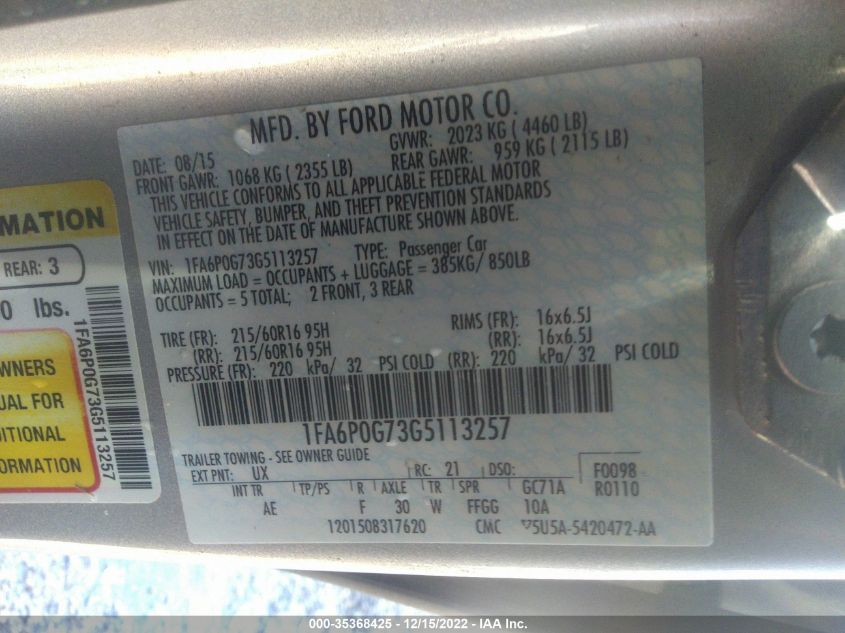 MFD. BY FORD MOTOR CO.
DATE: 08/15 GVWR: 2023 KG ( 4460 LB)
FRONT GAWR: 1068 KG ( 2355 LB) REAR GAWR: 959 KG ( 2115 LB)
THIS VEHICLE CONFORMS TO ALL APPLICABLE FEDERAL MOTOR
VEHICLE SAFETY, BUMPER, AND THEFT PREVENTION STANDARDS
IN EFFECT ON THE DATE OF MANUFACTURE SHOWN ABOVE.
VIN: 1FA6P0G73G5113257 TYPE: Passenger Car
MAXIMUM LOAD = OCCUPANTS + LUGGAGE = 385KG/ 850LB
OCCUPANTS = 5 TOTAL; 2 FRONT, 3 REAR
TIRE (FR): 215/60R16 95H RIMS (FR): 16x6.5J
(RR): 215/60R16 95H (RR): 16x6.5J
PRESSURE (FR): 220 kPa/ 32 PSI COLD (RR): 220 kPa/ 32 PSI COLD
1FA6P0G73G5113257
TRAILER TOWING - SEE OWNER GUIDE
EXT PNT: UX RC: 21 DSO: F0098
INT TR TP/PS R AXLE TR SPR GC71A R0110
AE F 30 W FFGG 10A
1201508317620 CMC 5U5A-5420472-AA
MATION
REAR: 3
0 lbs.
WNERS
UAL FOR
DITIONAL
FORMATION
1FA6P0G73G5113257
000-35368425 - 12/15/2022 - IAA Inc.